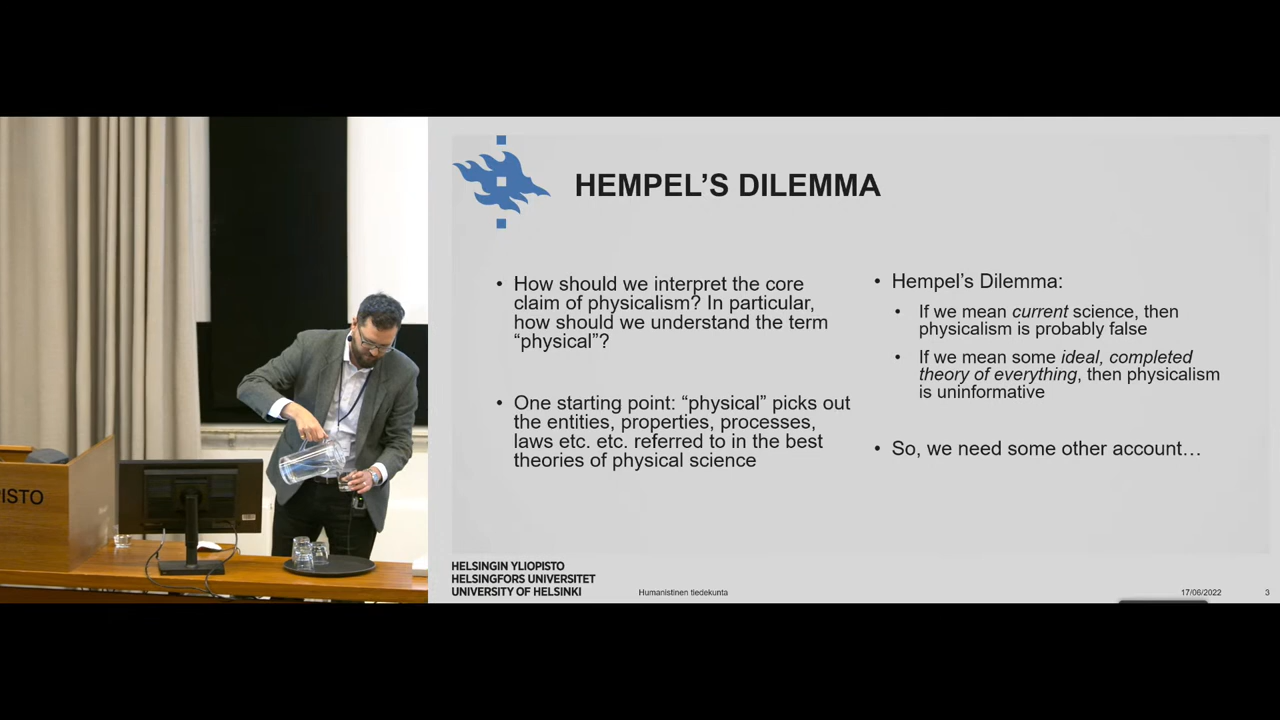 HEMPEL’S DILEMMA
• How should we interpret the core
claim of physicalism? In particular,
how should we understand the term
“physical”?
• One starting point: “physical” picks out
the entities, properties, processes,
laws etc. etc. referred to in the best
theories of physical science
• Hempel’s Dilemma:
• If we mean current science, then
physicalism is probably false
• If we mean some ideal, completed
theory of everything, then physicalism
is uninformative
• So, we need some other account…
ISTO
HELSINGIN YLIOPISTO
HELSINGFORS UNIVERSITET
UNIVERSITY OF HELSINKI
Humanistinen tiedekunta
17/06/2022
3